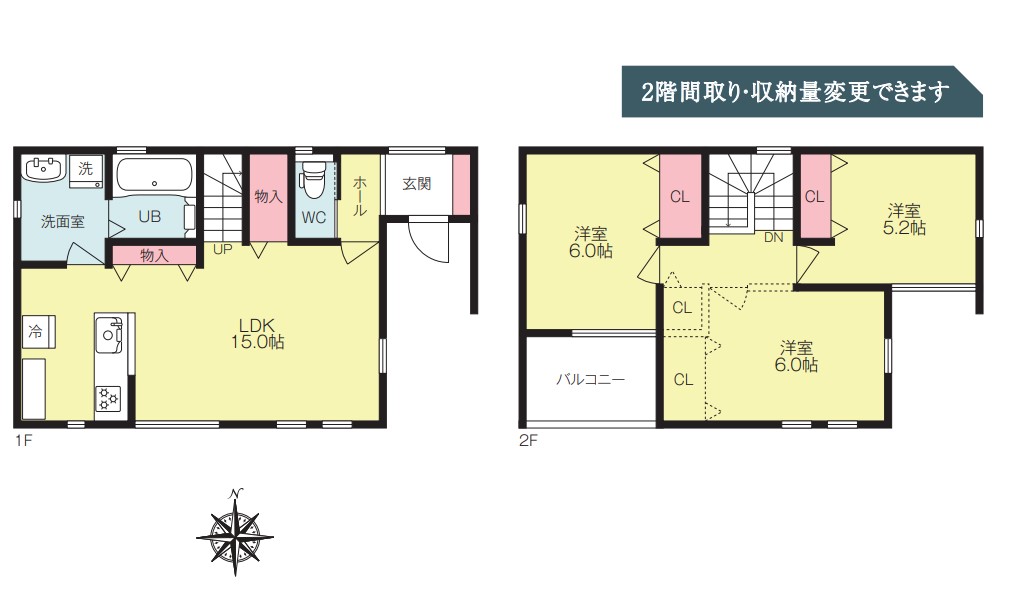 2階間取り・収納量変更できます
洗
洗面室
UB
UP
物入
物入
WC
ホール
玄関
冷
LDK
15.0帖
1F
洋室
6.0帖
CL
DN
CL
洋室
5.2帖
CL
CL
洋室
6.0帖
バルコニー
2F
N